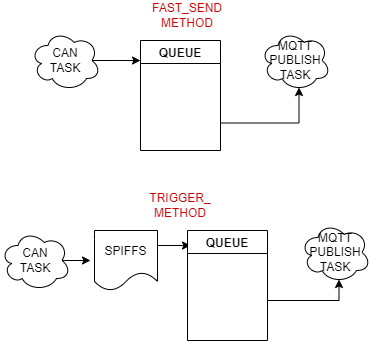 FAST_SEND
METHOD
CAN
TASK
QUEUE
MQTT
PUBLISH
TASK
TRIGGER_
METHOD
CAN
TASK
SPIFFS
QUEUE
MQTT
PUBLISH
TASK